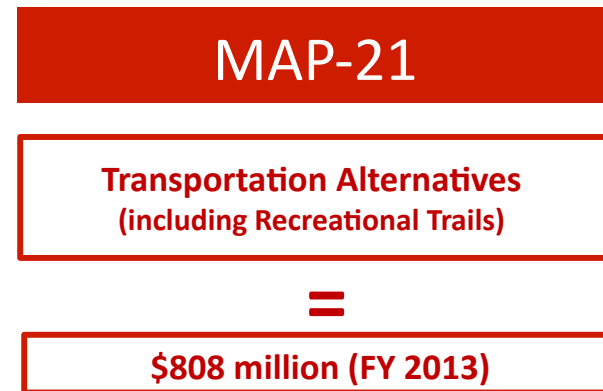 MAP-21
Transportation Alternatives
(including Recreational Trails)
=
$808 million (FY 2013)